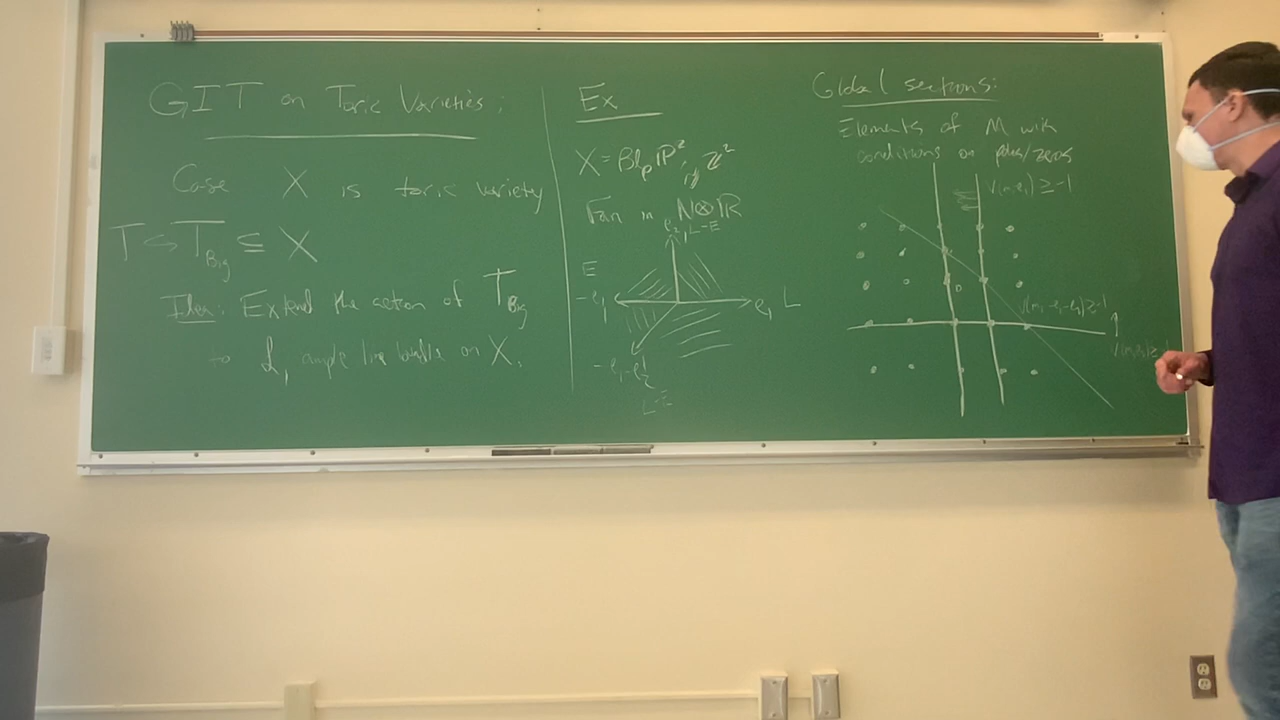 GIT on Toric Varieties:
Case X is toric variety
T ⊆ T_Big ⊆ X
Idea: Extend the action of T_Big
to L, ample line bundle on X.
Ex
X = Bl_p P², Z²
Fan in N⊗R
e₂, L-E
E
-e₁
e₁ L
-e₁-e₂
L-E
Global sections:
Elements of M with
conditions on poles/zeros
V(m,e₁) ≥ -1
0
V(m,-e₁-e₂) ≥ -1